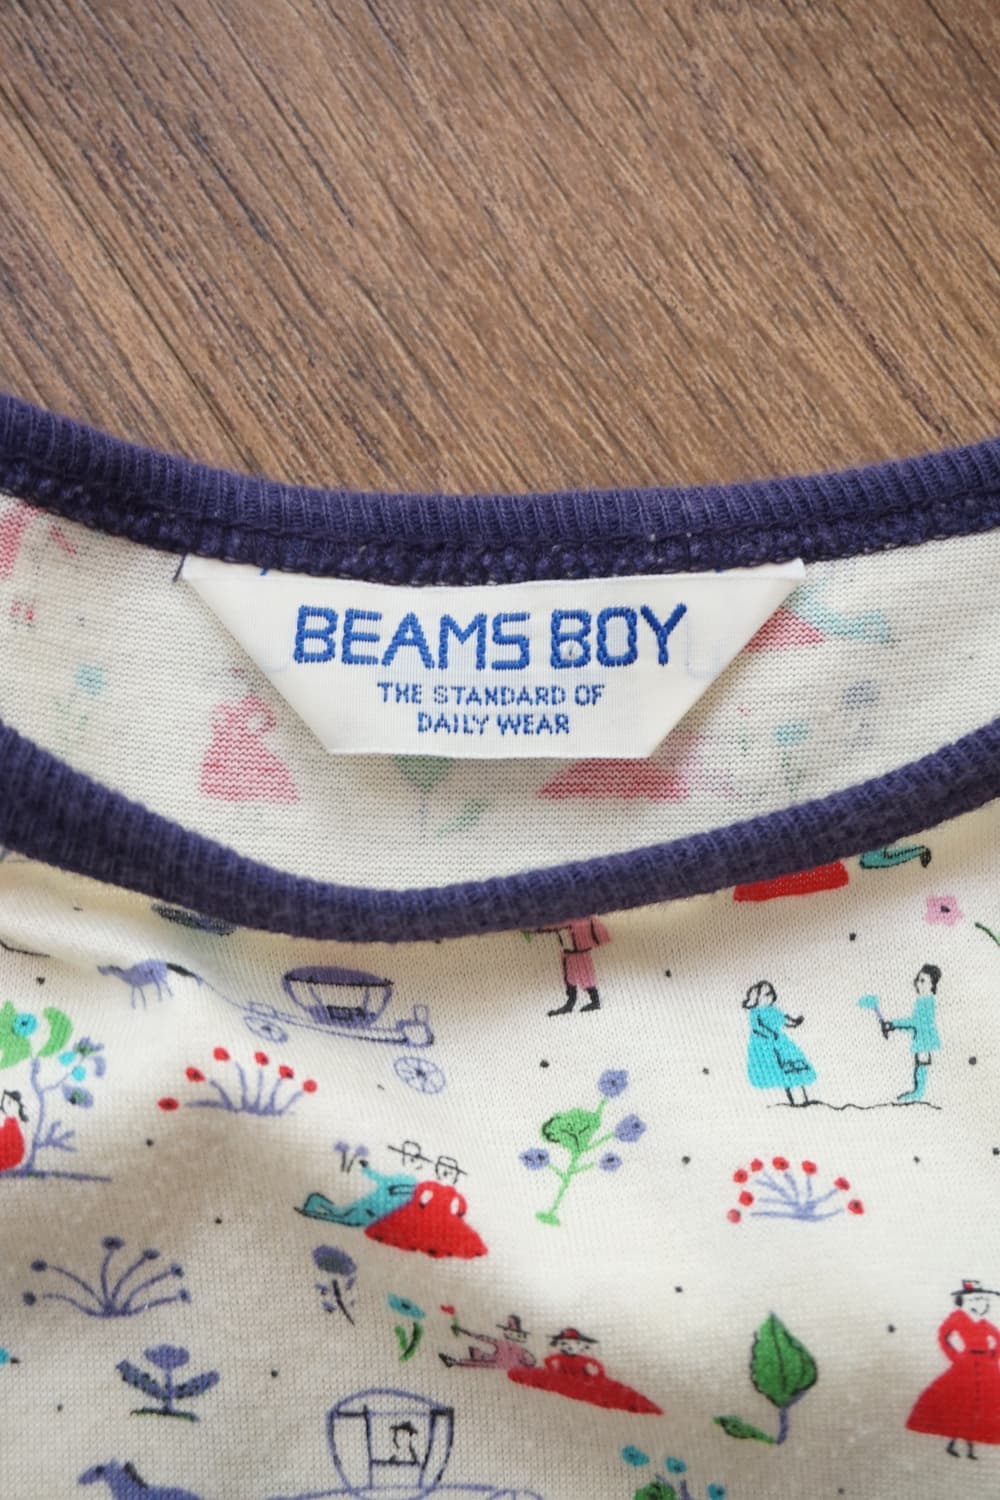 BEAMS BOY
THE STANDARD OF
DAILY WEAR